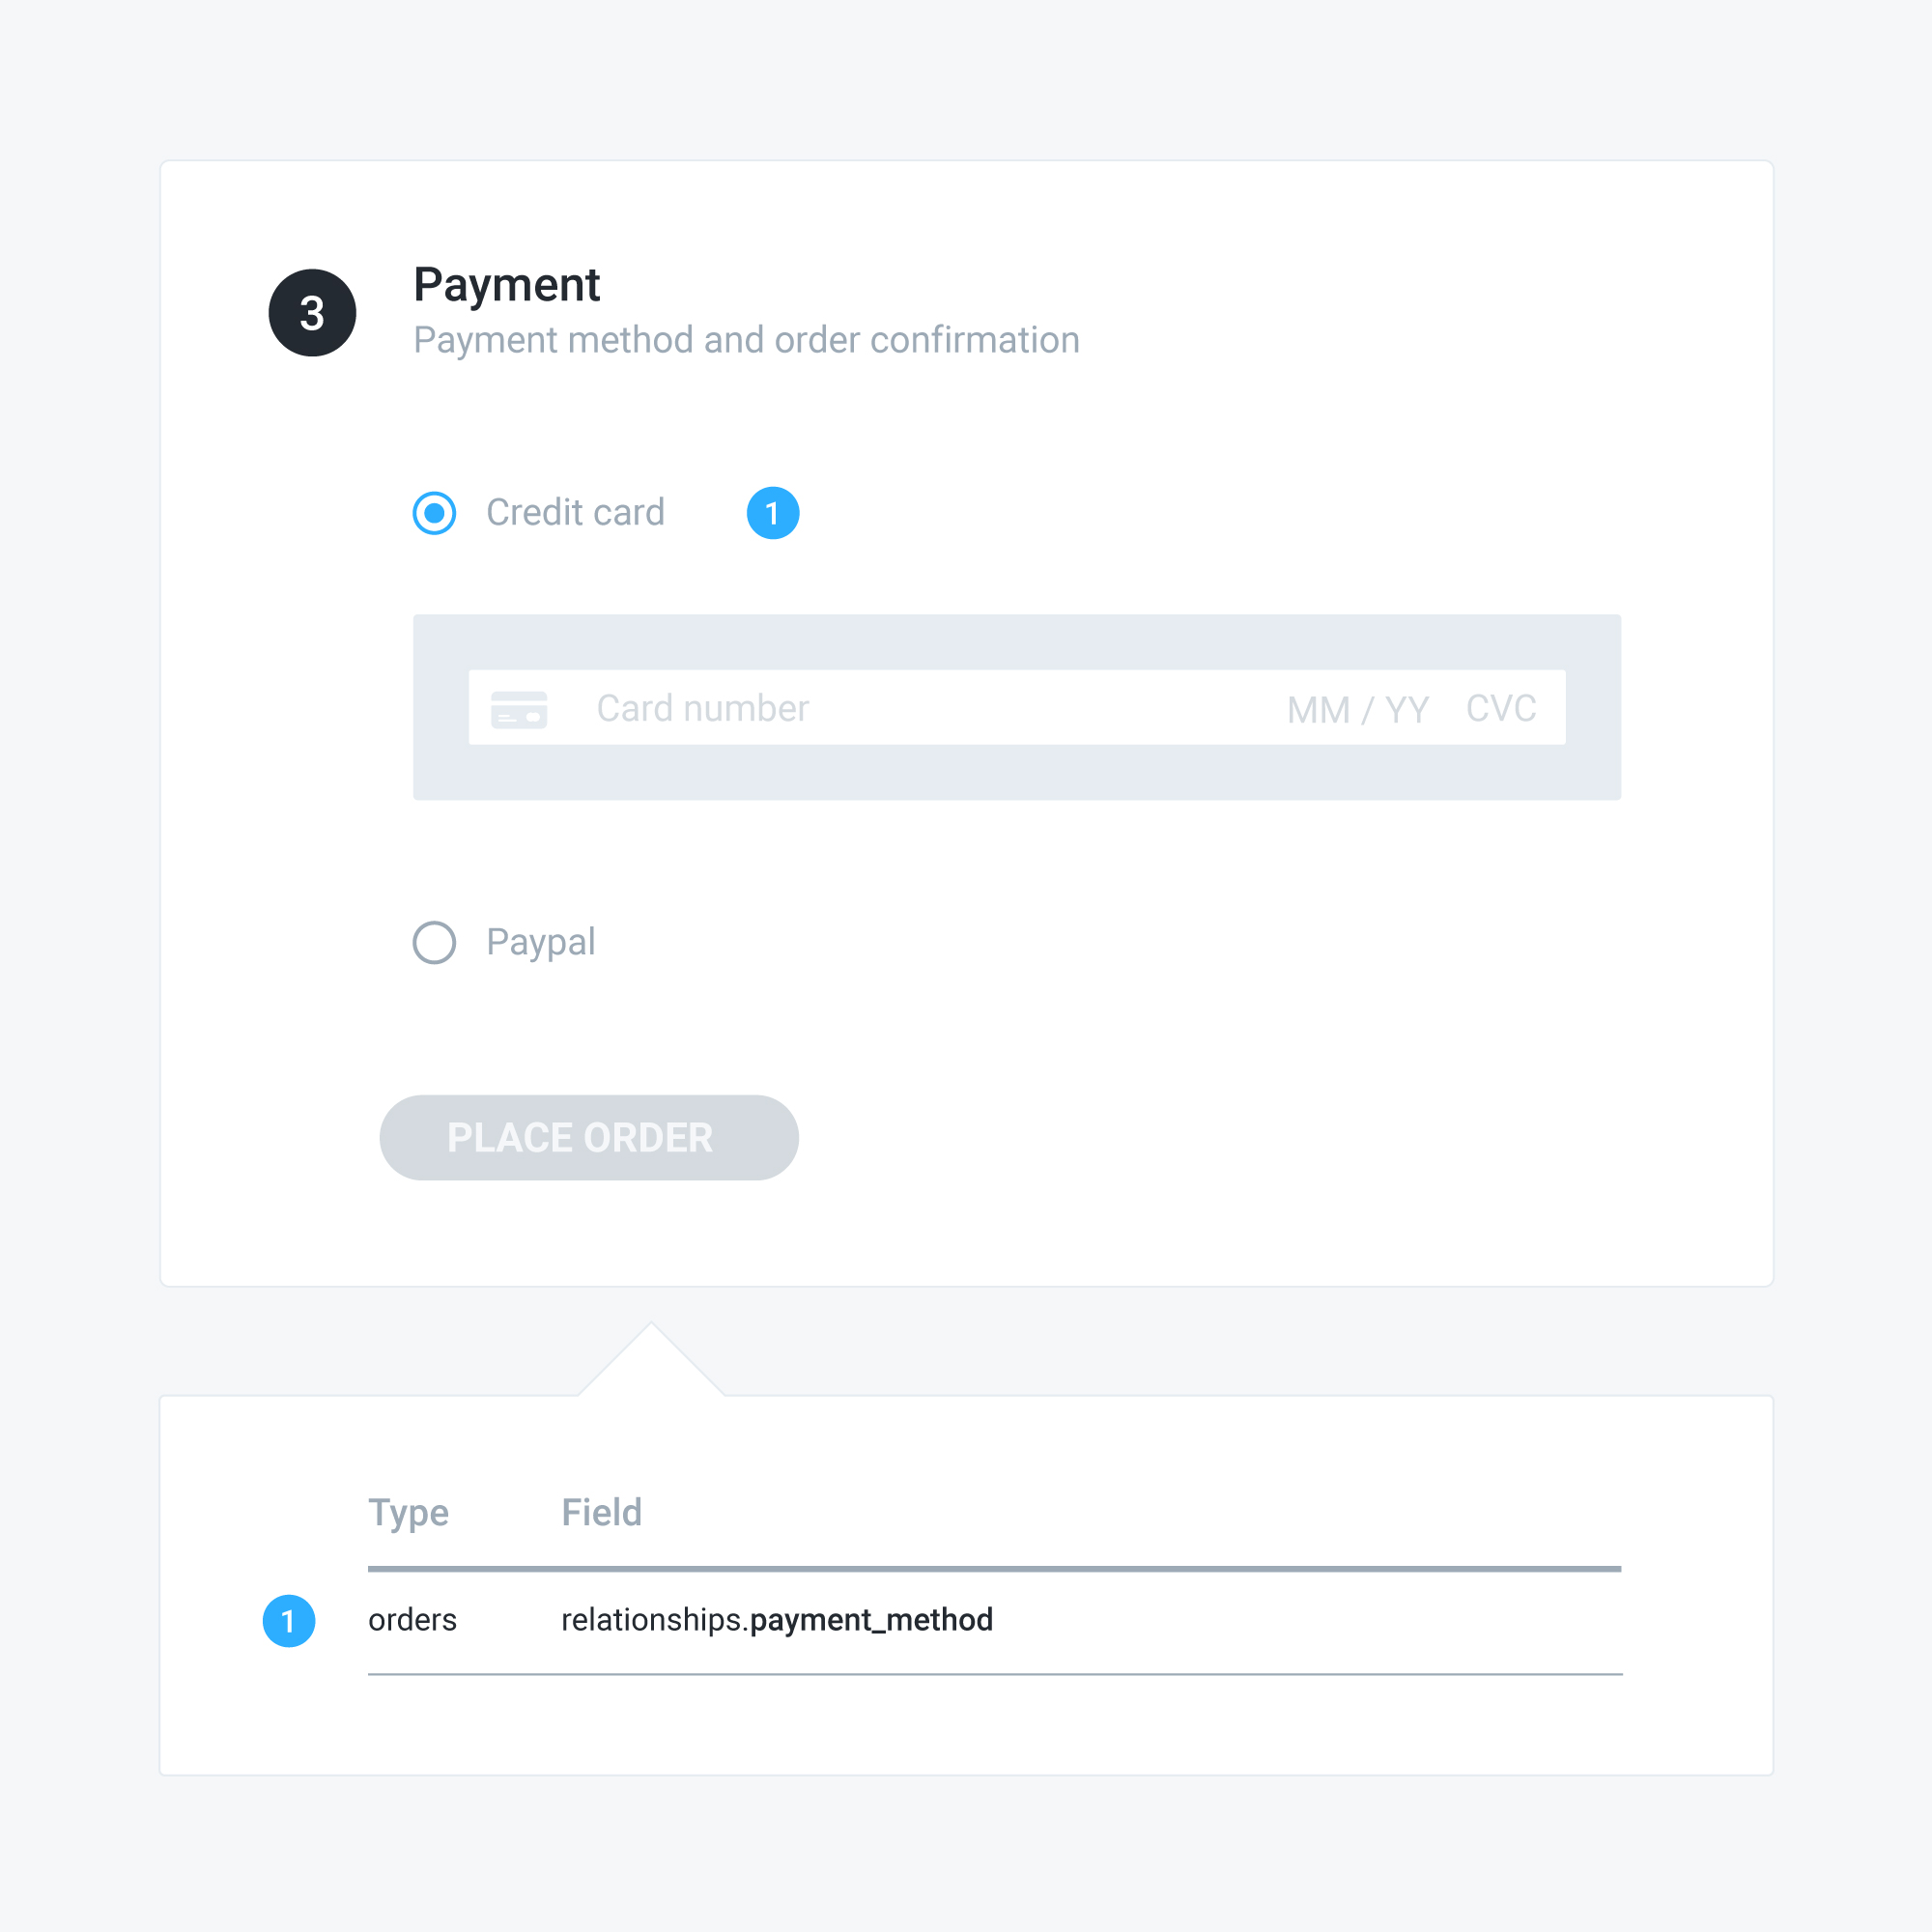 3
Payment
Payment method and order confirmation
Credit card 1
Card number MM / YY CVC
Paypal
PLACE ORDER
Type Field
1 orders relationships.payment_method